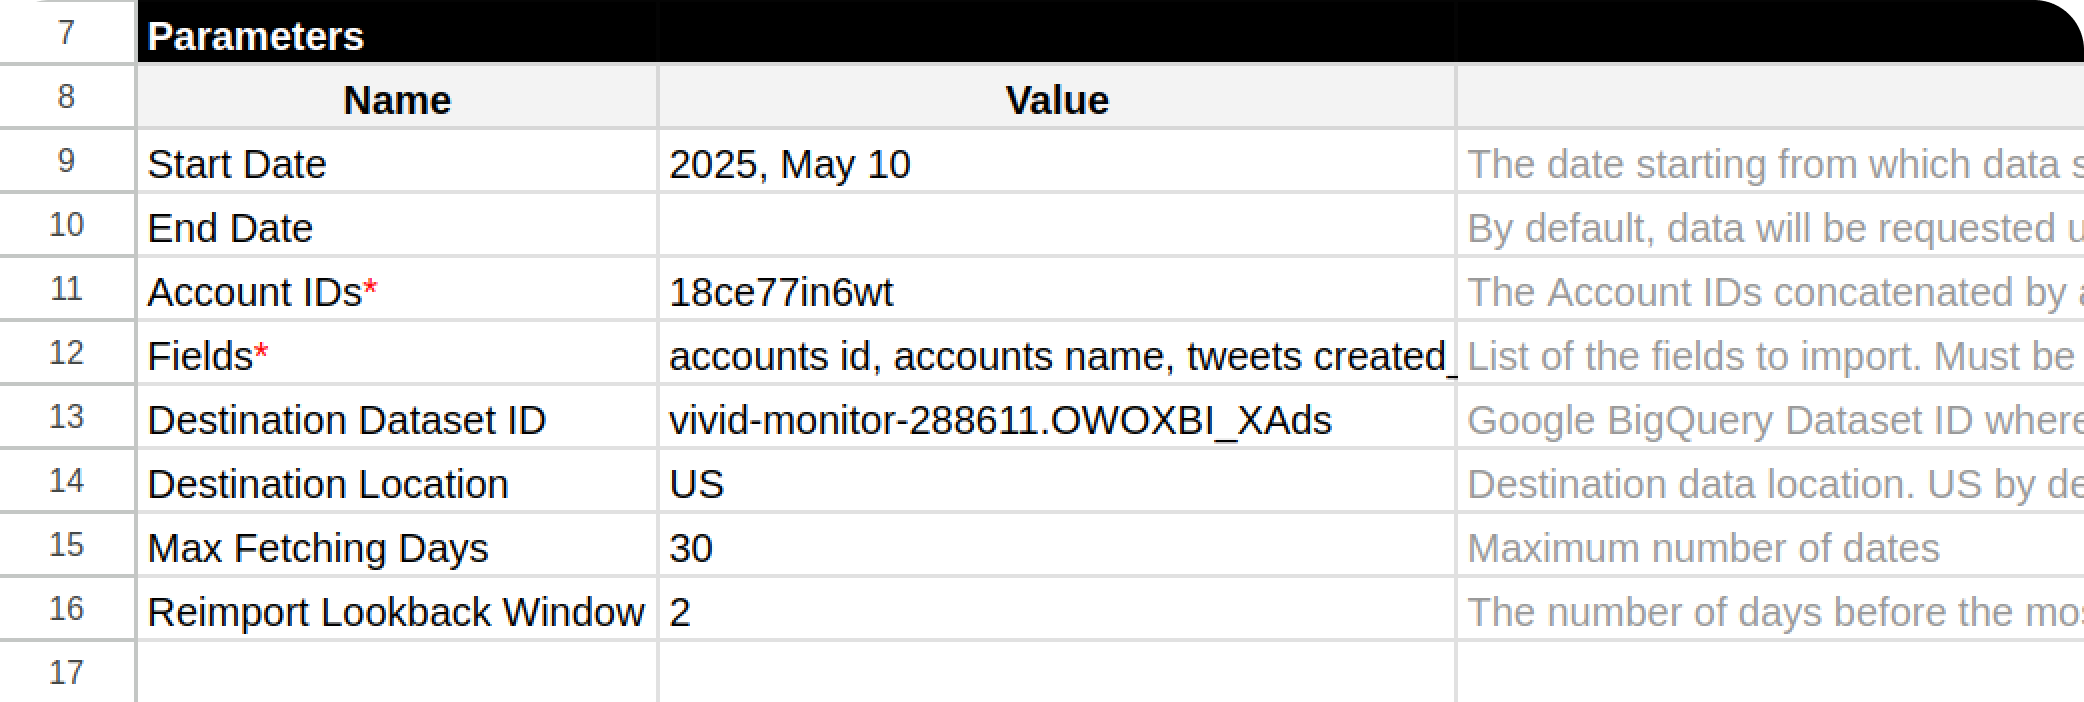 7 Parameters
8 Name Value
9 Start Date 2025, May 10 The date starting from which data
10 End Date By default, data will be requested
11 Account IDs* 18ce77in6wt The Account IDs concatenated by
12 Fields* accounts id, accounts name, tweets created_ List of the fields to import. Must be
13 Destination Dataset ID vivid-monitor-288611.OWOXBI_XAds Google BigQuery Dataset ID where
14 Destination Location US Destination data location. US by
15 Max Fetching Days 30 Maximum number of dates
16 Reimport Lookback Window 2 The number of days before the
17